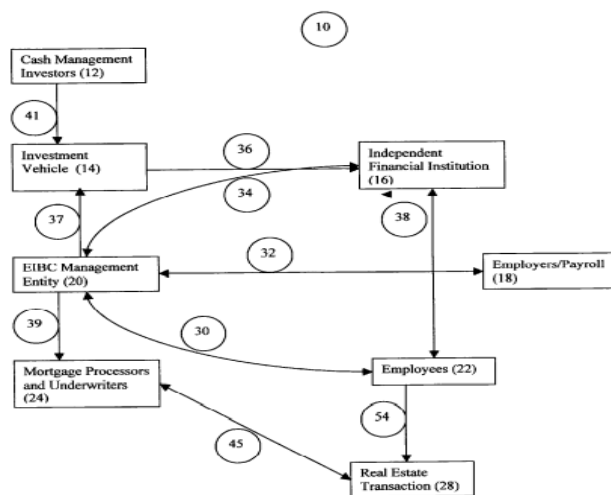 10
Cash Management
Investors (12)
41
Investment
Vehicle (14)
36
Independent
Financial Institution
(16)
34
37
38
EIBC Management
Entity (20)
32
Employers/Payroll
(18)
39
30
Mortgage Processors
and Underwriters
(24)
Employees (22)
54
45
Real Estate
Transaction (28)